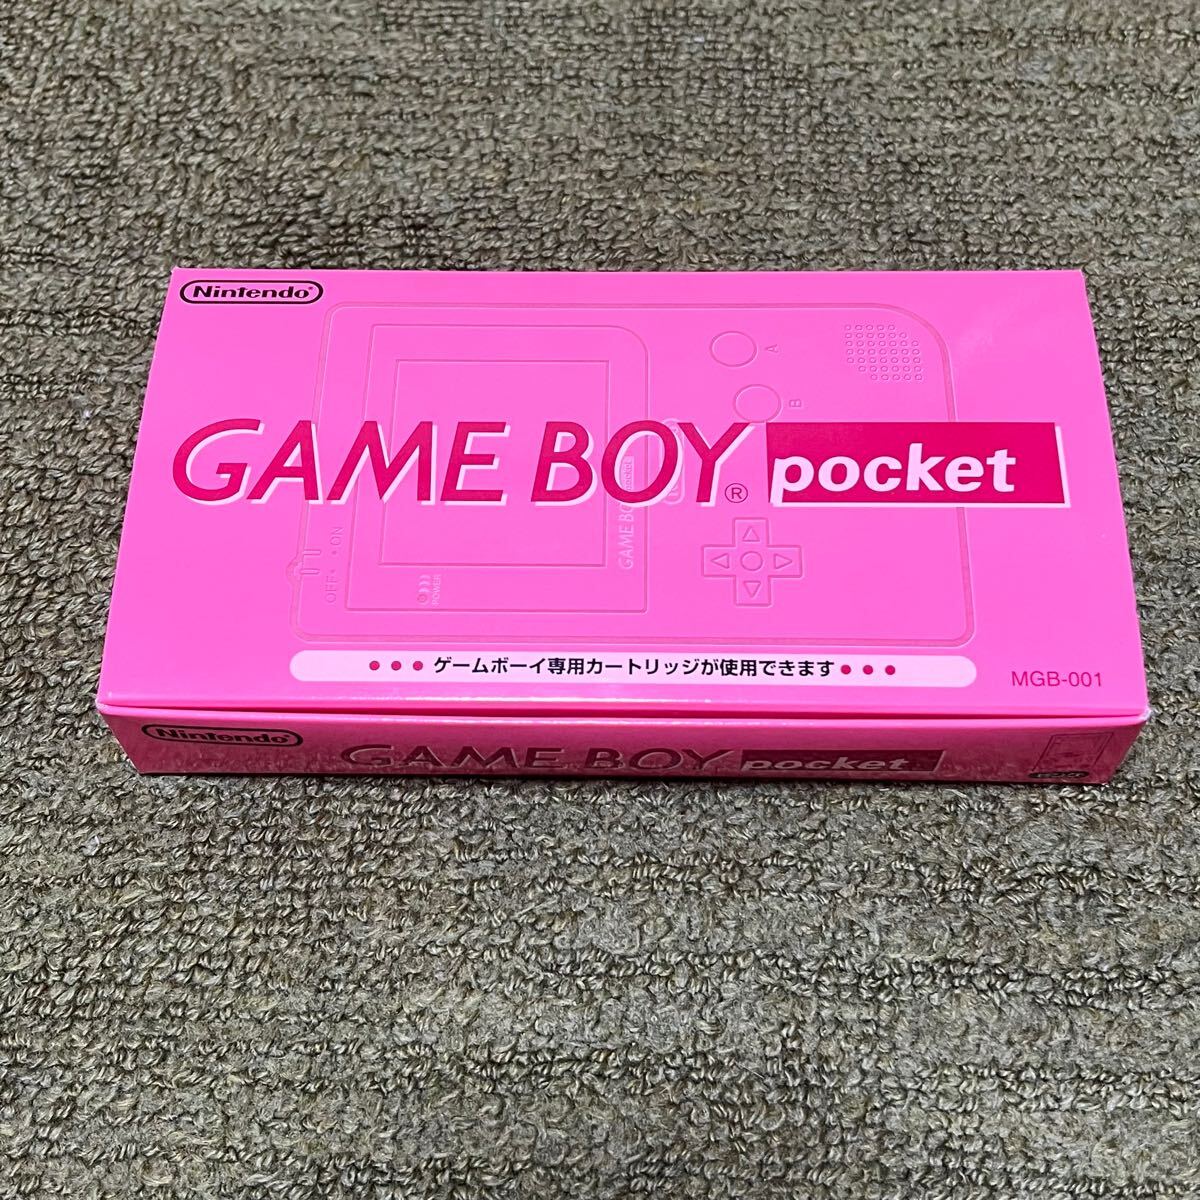 Nintendo®
A
B
GAME BOY® pocket
GAME BOY pocket
OFF• •ON
POWER
●●●ゲームボーイ専用カートリッジが使用できます●●●
MGB-001
Nintendo®
GAME BOY pocket